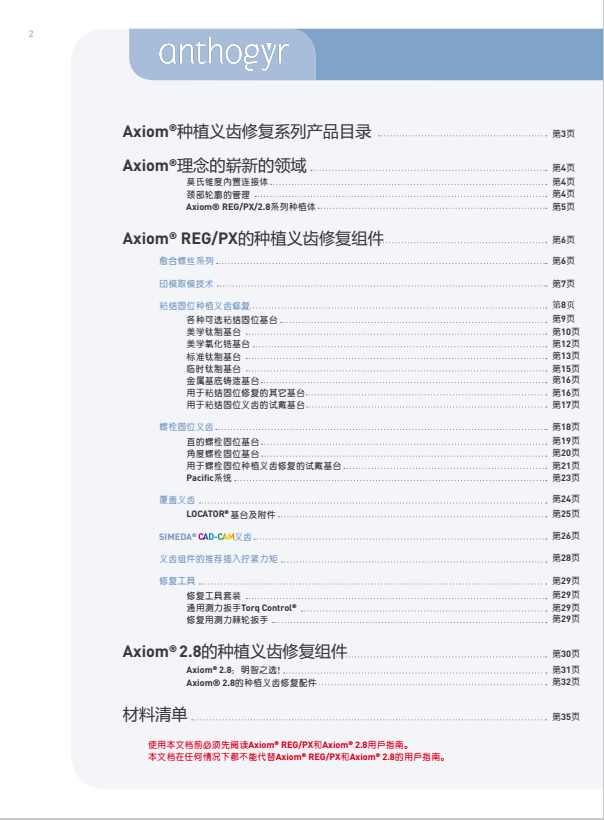 2
anthogyr
Axiom®种植义齿修复系列产品目录 第3页
Axiom®理念的崭新的领域 第4页
莫氏锥度内置连接体 第4页
颈部轮廓的管理 第4页
Axiom® REG/PX/2.8系列种植体 第5页
Axiom® REG/PX的种植义齿修复组件 第6页
愈合螺丝系列 第6页
印模取模技术 第7页
粘结固位种植义齿修复 第8页
各种可选粘结固位基台 第9页
美学钛制基台 第10页
美学氧化锆基台 第12页
标准钛制基台 第13页
临时钛制基台 第15页
金属基底铸造基台 第16页
用于粘结固位修复的其它基台 第16页
用于粘结固位义齿的试戴基台 第17页
螺栓固位义齿 第18页
直的螺栓固位基台 第19页
角度螺栓固位基台 第20页
用于螺栓固位种植义齿修复的试戴基台 第21页
Pacific系统 第23页
覆盖义齿 第24页
LOCATOR® 基台及附件 第25页
SIMEDA® CAD-CAM义齿 第26页
义齿组件的推荐插入拧紧力矩 第28页
修复工具 第29页
修复工具套装 第29页
通用测力扳手Torq Control® 第29页
修复用测力棘轮扳手 第29页
Axiom® 2.8的种植义齿修复组件 第30页
Axiom® 2.8：明智之选! 第31页
Axiom® 2.8的种植义齿修复配件 第32页
材料清单 第35页
使用本文档前必须先阅读Axiom® REG/PX和Axiom® 2.8用戶指南。
本文档在任何情况下都不能代替Axiom® REG/PX和Axiom® 2.8的用戶指南。